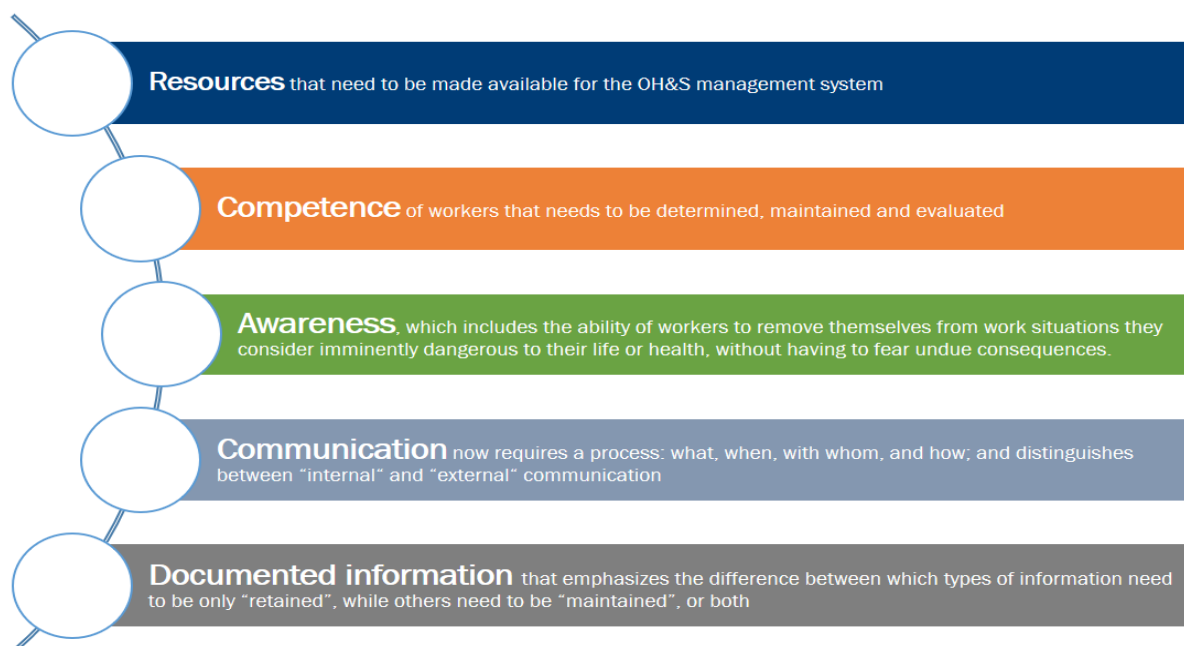 Resources that need to be made available for the OH&S management system
Competence of workers that needs to be determined, maintained and evaluated
Awareness, which includes the ability of workers to remove themselves from work situations they
consider imminently dangerous to their life or health, without having to fear undue consequences.
Communication now requires a process: what, when, with whom, and how; and distinguishes
between “internal” and “external” communication
Documented information that emphasizes the difference between which types of information need
to be only “retained”, while others need to be “maintained”, or both